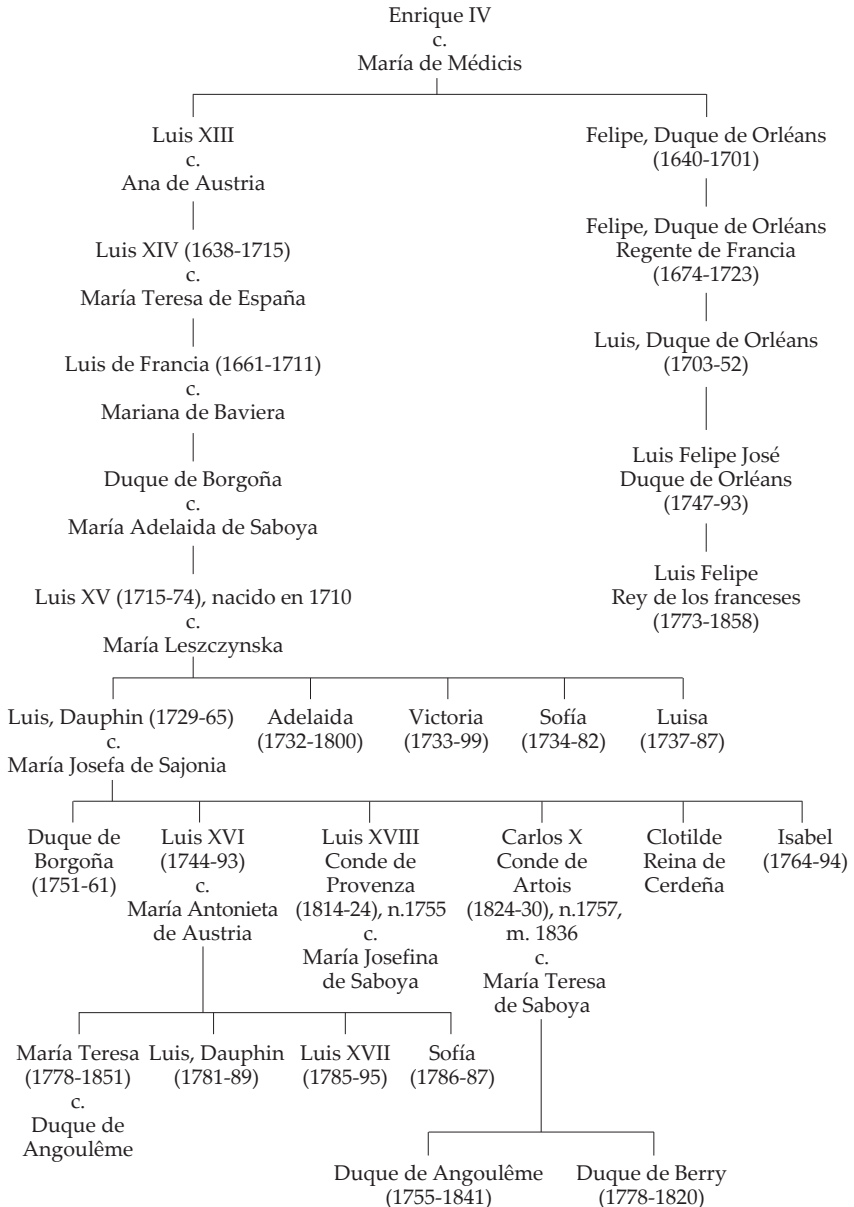 Enrique IV
c.
María de Médicis
Luis XIII
c.
Ana de Austria
Felipe, Duque de Orléans
(1640-1701)
Luis XIV (1638-1715)
c.
María Teresa de España
Felipe, Duque de Orléans
Regente de Francia
(1674-1723)
Luis de Francia (1661-1711)
c.
Mariana de Baviera
Luis, Duque de Orléans
(1703-52)
Duque de Borgoña
c.
María Adelaida de Saboya
Luis Felipe José
Duque de Orléans
(1747-93)
Luis XV (1715-74), nacido en 1710
c.
María Leszczynska
Luis Felipe
Rey de los franceses
(1773-1858)
Luis, Dauphin (1729-65)
c.
María Josefa de Sajonia
Adelaida
(1732-1800)
Victoria
(1733-99)
Sofía
(1734-82)
Luisa
(1737-87)
Duque de
Borgoña
(1751-61)
Luis XVI
(1744-93)
c.
María Antonieta
de Austria
Luis XVIII
Conde de
Provenza
(1814-24), n.1755
c.
María Josefina
de Saboya
Carlos X
Conde de
Artois
(1824-30), n.1757,
m. 1836
c.
María Teresa
de Saboya
Clotilde
Reina de
Cerdeña
Isabel
(1764-94)
María Teresa
(1778-1851)
c.
Duque de
Angoulême
Luis, Dauphin
(1781-89)
Luis XVII
(1785-95)
Sofía
(1786-87)
Duque de Angoulême
(1755-1841)
Duque de Berry
(1778-1820)